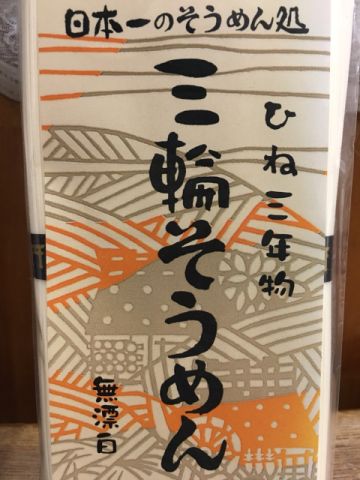 日本一のそうめん処
ひね三年物
三輪そうめん
無漂白